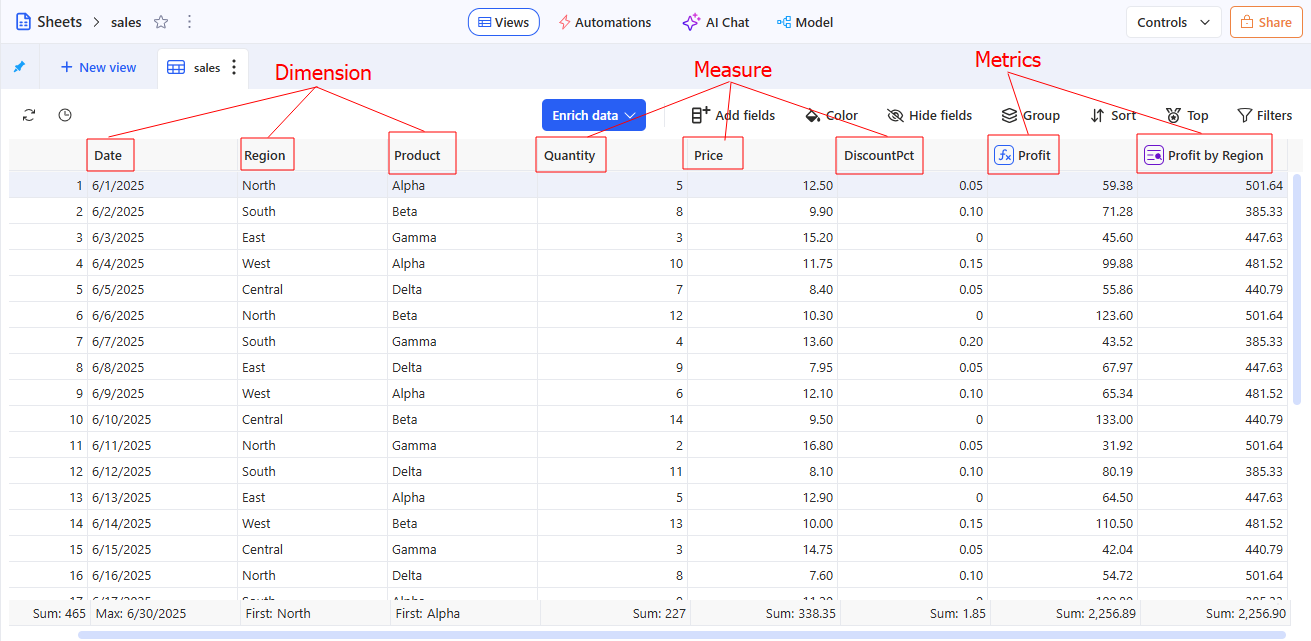 Sheets > sales Views Automations AI Chat Model Controls Share
+ New view sales Dimension Measure Metrics
Enrich data Add fields Color Hide fields Group Sort Top Filters
Date Region Product Quantity Price DiscountPct fx Profit Profit by Region
1 6/1/2025 North Alpha 5 12.50 0.05 59.38 501.64
2 6/2/2025 South Beta 8 9.90 0.10 71.28 385.33
3 6/3/2025 East Gamma 3 15.20 0 45.60 447.63
4 6/4/2025 West Alpha 10 11.75 0.15 99.88 481.52
5 6/5/2025 Central Delta 7 8.40 0.05 55.86 440.79
6 6/6/2025 North Beta 12 10.30 0 123.60 501.64
7 6/7/2025 South Gamma 4 13.60 0.20 43.52 385.33
8 6/8/2025 East Delta 9 7.95 0.05 67.97 447.63
9 6/9/2025 West Alpha 6 12.10 0.10 65.34 481.52
10 6/10/2025 Central Beta 14 9.50 0 133.00 440.79
11 6/11/2025 North Gamma 2 16.80 0.05 31.92 501.64
12 6/12/2025 South Delta 11 8.10 0.10 80.19 385.33
13 6/13/2025 East Alpha 5 12.90 0 64.50 447.63
14 6/14/2025 West Beta 13 10.00 0.15 110.50 481.52
15 6/15/2025 Central Gamma 3 14.75 0.05 42.04 440.79
16 6/16/2025 North Delta 8 7.60 0.10 54.72 501.64
Sum: 465 Max: 6/30/2025 First: North First: Alpha Sum: 227 Sum: 338.35 Sum: 1.85 Sum: 2,256.89 Sum: 2,256.90